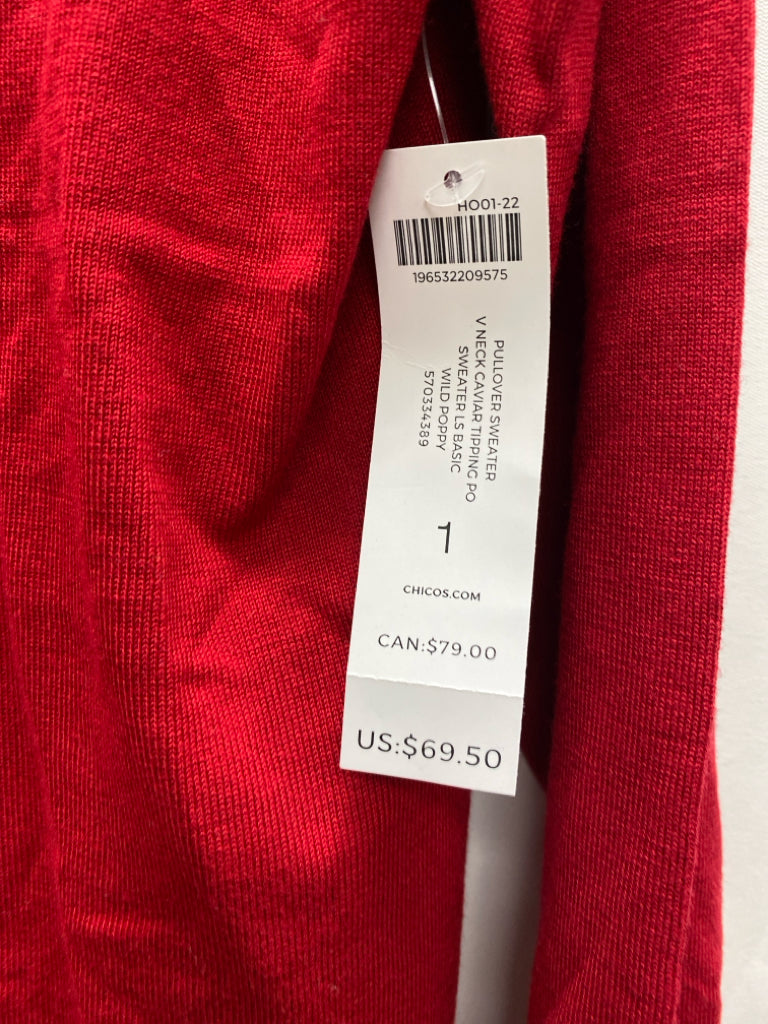 HO01-22
196532209575
PULLOVER SWEATER
V NECK CAVIAR TIPPING PO
SWEATER LS BASIC
WILD POPPY
570334389
1
CHICOS.COM
CAN:$79.00
US:$69.50